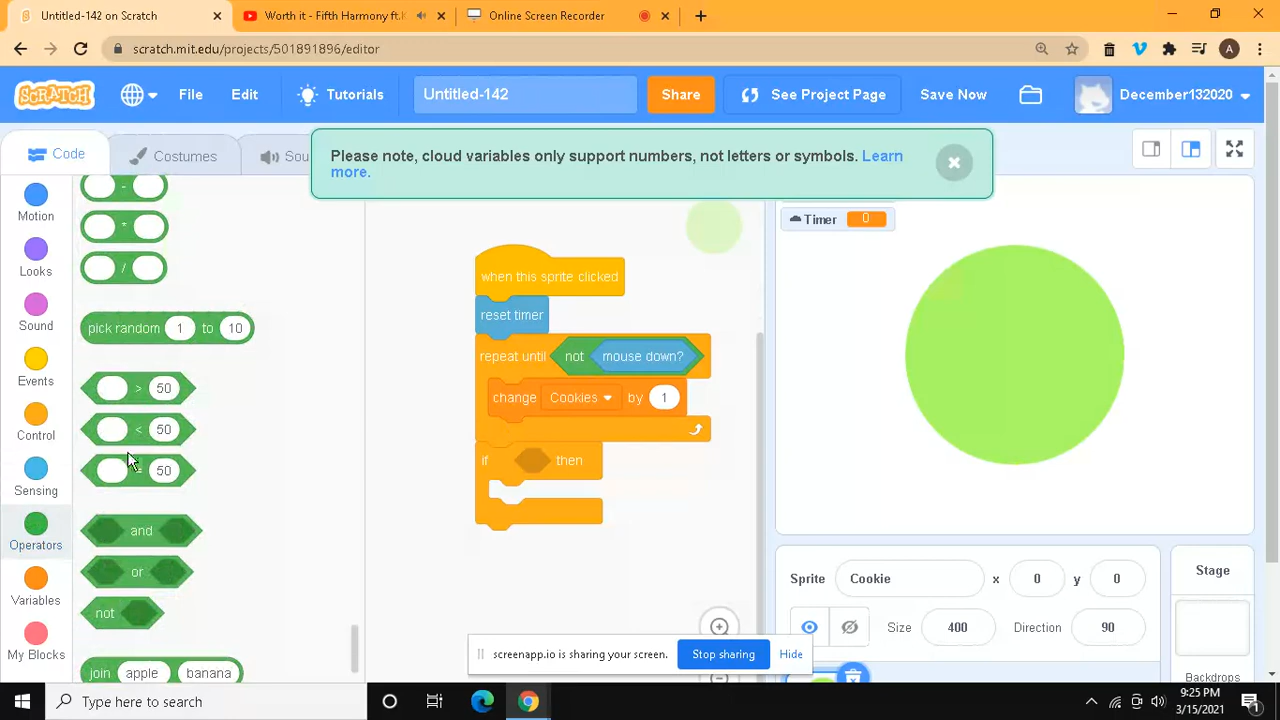 Untitled-142 on Scratch
Worth it - Fifth Harmony ft.
Online Screen Recorder
scratch.mit.edu/projects/501891896/editor
A
SCRATCH
File
Edit
Tutorials
Untitled-142
Share
See Project Page
Save Now
December132020
Code
Costumes
Sou
Please note, cloud variables only support numbers, not letters or symbols. Learn
more.
Motion
Looks
Sound
Events
Control
Sensing
Operators
Variables
My Blocks
-
*
/
pick random 1 to 10
> 50
< 50
= 50
and
or
not
join apple banana
when this sprite clicked
reset timer
repeat until not mouse down?
change Cookies by 1
if then
Timer 0
Sprite Cookie x 0 y 0
Size 400 Direction 90
Stage
Backdrops
screenapp.io is sharing your screen. Stop sharing Hide
Type here to search
9:25 PM
3/15/2021
1